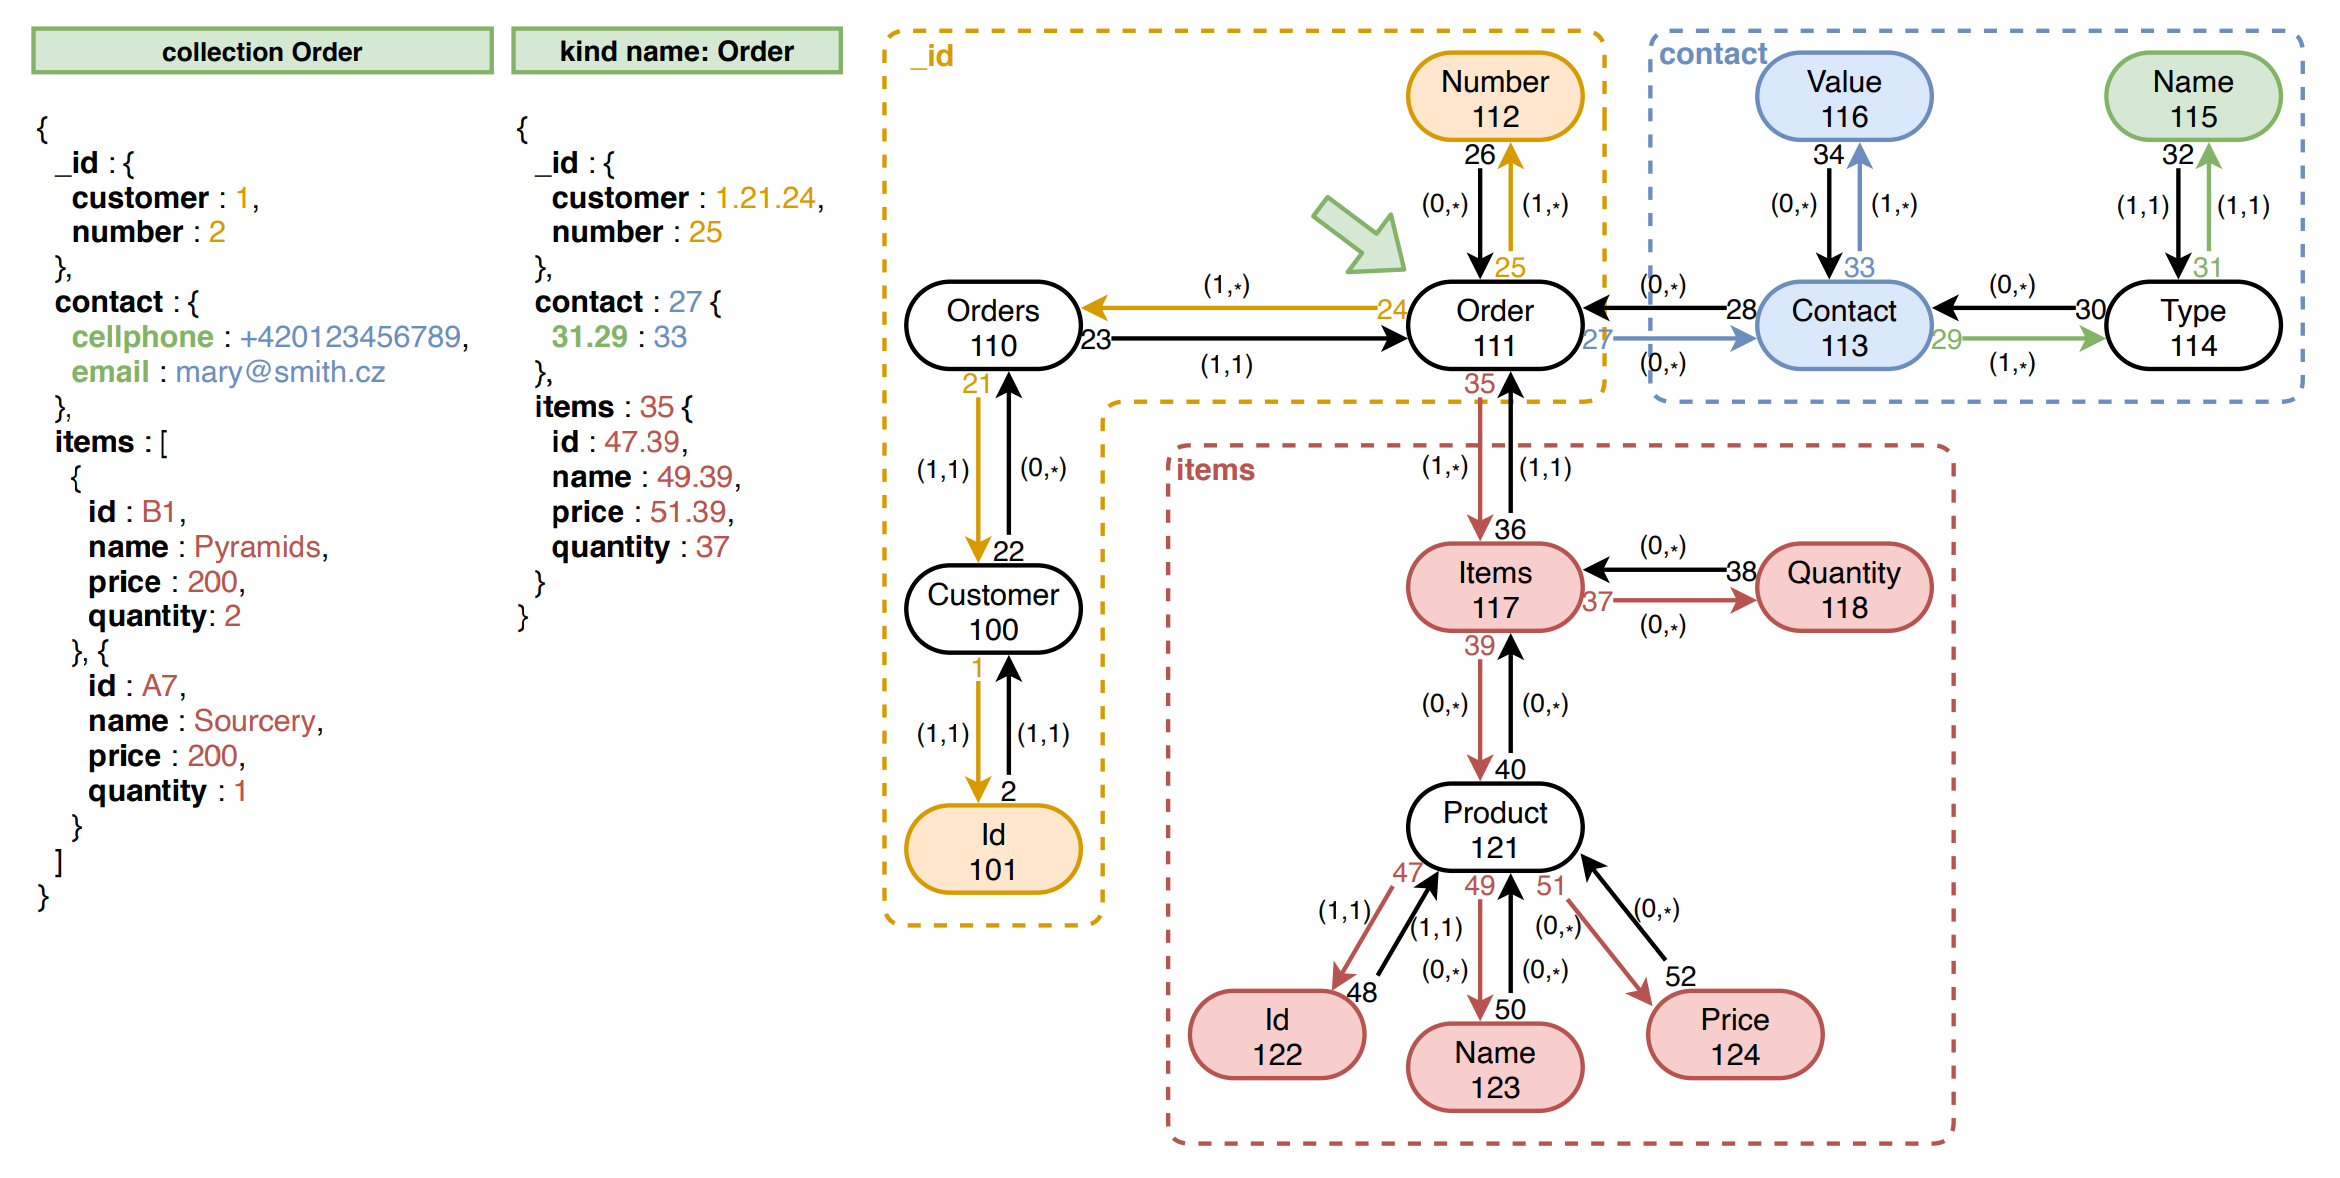 collection Order
{
_id : {
customer : 1,
number : 2
},
contact : {
cellphone : +420123456789,
email : mary@smith.cz
},
items : [
{
id : B1,
name : Pyramids,
price : 200,
quantity: 2
}, {
id : A7,
name : Sourcery,
price : 200,
quantity : 1
}
]
}
kind name: Order
{
_id : {
customer : 1.21.24,
number : 25
},
contact : 27 {
31.29 : 33
},
items : 35 {
id : 47.39,
name : 49.39,
price : 51.39,
quantity : 37
}
}
_id
Number
112
26
(0,*)
(1,*)
25
Orders
110
(1,*)
24
23
(1,1)
Order
111
21
(1,1)
(0,*)
22
Customer
100
1
(1,1)
(1,1)
2
Id
101
contact
Value
116
34
(0,*)
(1,*)
33
Name
115
32
(1,1)
(1,1)
31
(0,*)
28
27
(0,*)
Contact
113
(0,*)
30
29
(1,*)
Type
114
35
(1,*)
(1,1)
36
items
Items
117
(0,*)
38
37
(0,*)
Quantity
118
39
(0,*)
(0,*)
40
Product
121
47
49
51
(1,1)
(1,1)
(0,*)
(0,*)
(0,*)
(0,*)
48
50
52
Id
122
Name
123
Price
124